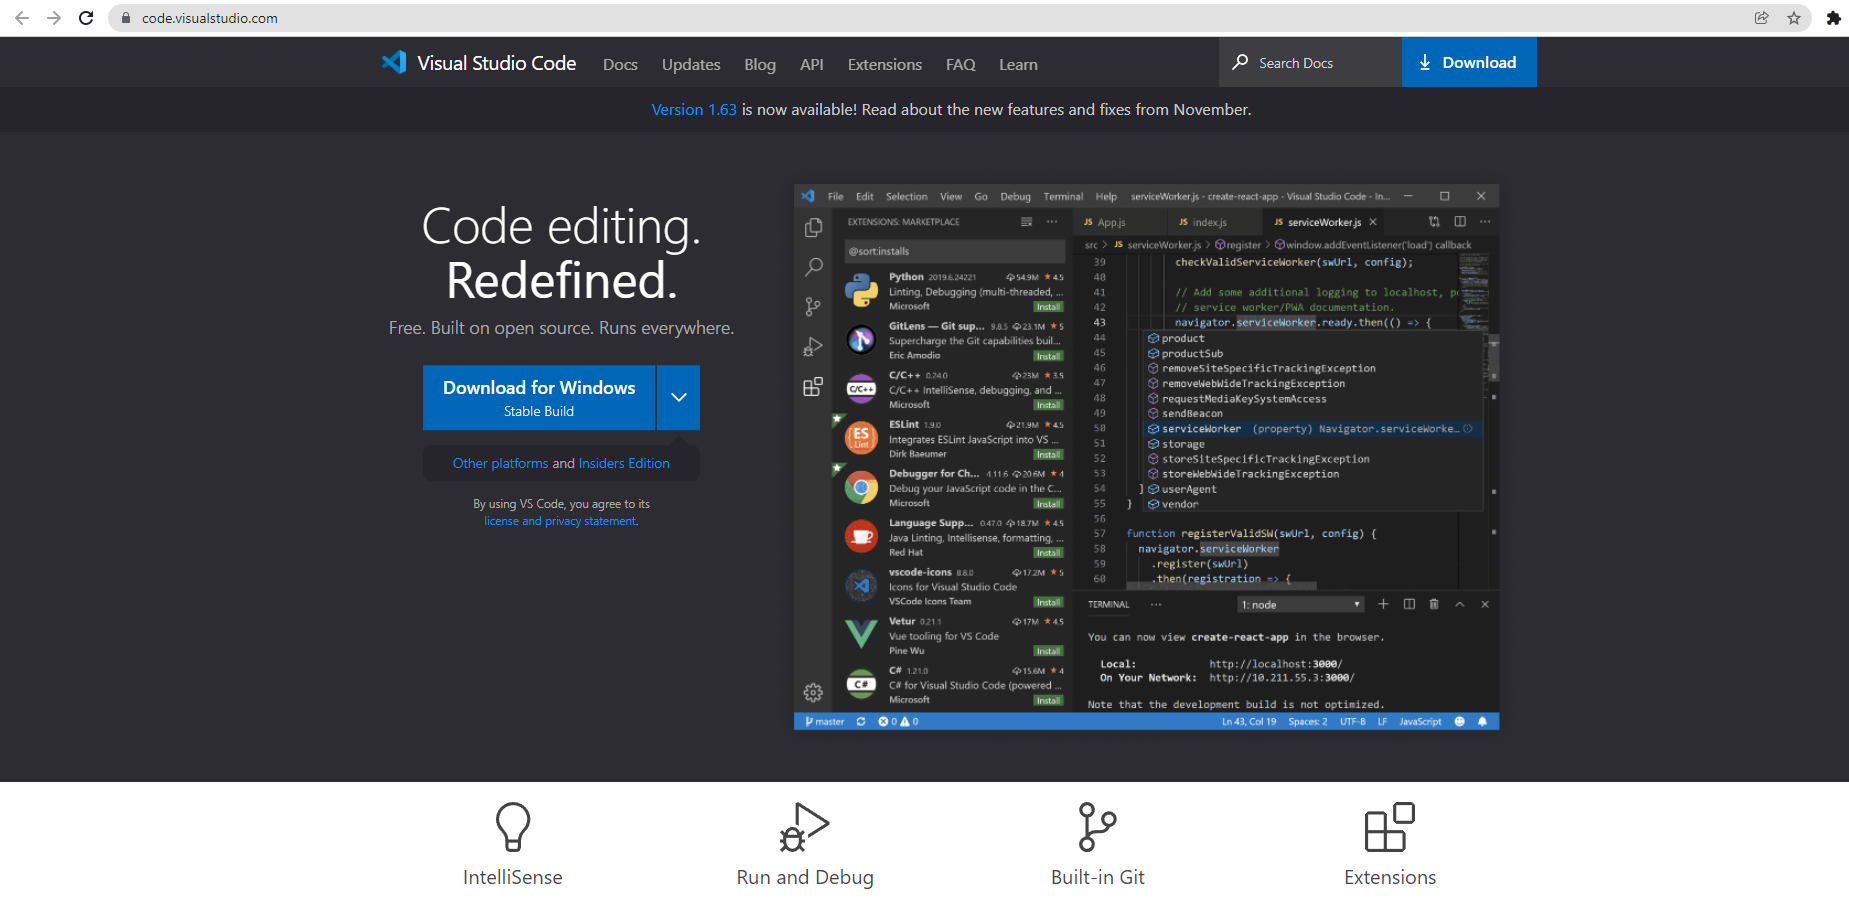 code.visualstudio.com
Visual Studio Code Docs Updates Blog API Extensions FAQ Learn Search Docs Download
Version 1.63 is now available! Read about the new features and fixes from November.
Code editing.
Redefined.
Free. Built on open source. Runs everywhere.
Download for Windows
Stable Build
Other platforms and Insiders Edition
By using VS Code, you agree to its
license and privacy statement.
File Edit Selection View Go Debug Terminal Help serviceWorker.js - create-react-app - Visual Studio Code - In...
EXTENSIONS: MARKETPLACE
@sort:installs
Python 2019.6.24221 54.9M ★ 4.5
Linting, Debugging (multi-threaded, ...
Microsoft Install
GitLens — Git sup... 9.8.5 23.1M ★ 5
Supercharge the Git capabilities buil...
Eric Amodio Install
C/C++ 0.24.0 23M ★ 3.5
C/C++ IntelliSense, debugging, and ...
Microsoft Install
ESLint 1.9.0 21.9M ★ 4.5
Integrates ESLint JavaScript into VS ...
Dirk Baeumer Install
Debugger for Ch... 4.11.6 20.6M ★ 4
Debug your JavaScript code in the C...
Microsoft Install
Language Supp... 0.47.0 18.7M ★ 4.5
Java Linting, Intellisense, formatting, ...
Red Hat Install
vscode-icons 8.8.0 17.2M ★ 5
Icons for Visual Studio Code
VSCode Icons Team Install
Vetur 0.21.1 17M ★ 4.5
Vue tooling for VS Code
Pine Wu Install
C# 1.21.0 15.6M ★ 4
C# for Visual Studio Code (powered ...
Microsoft Install
JS App.js JS index.js JS serviceWorker.js
src > JS serviceWorker.js > register > window.addEventListener('load') callback
39 checkValidServiceWorker(swUrl, config);
40
41 // Add some additional logging to localhost, po
42 // service worker/PWA documentation.
43 navigator.serviceWorker.ready.then(() => {
44 product
45 productSub
46 removeSiteSpecificTrackingException
47 removeWebWideTrackingException
48 requestMediaKeySystemAccess
49 sendBeacon
50 serviceWorker (property) Navigator.serviceWorke...
51 storage
52 storeSiteSpecificTrackingException
53 storeWebWideTrackingException
54 ] userAgent
55 } vendor
56
57 function registerValidSW(swUrl, config) {
58 navigator.serviceWorker
59 .register(swUrl)
60 .then(registration => {
TERMINAL ... 1: node
You can now view create-react-app in the browser.
Local: http://localhost:3000/
On Your Network: http://10.211.55.3:3000/
Note that the development build is not optimized.
master 0 0 Ln 43, Col 19 Spaces: 2 UTF-8 LF JavaScript
IntelliSense Run and Debug Built-in Git Extensions